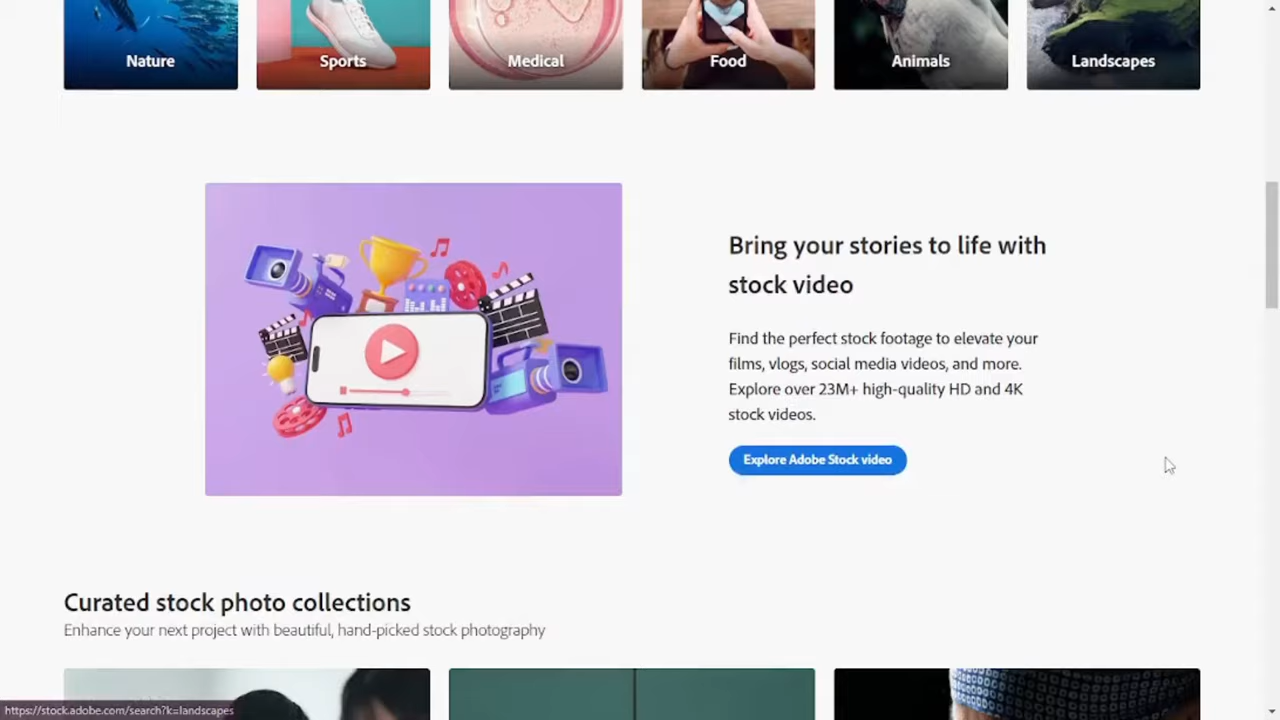 Nature
Sports
Medical
Food
Animals
Landscapes
Bring your stories to life with
stock video
Find the perfect stock footage to elevate your
films, vlogs, social media videos, and more.
Explore over 23M+ high-quality HD and 4K
stock videos.
Explore Adobe Stock video
Curated stock photo collections
Enhance your next project with beautiful, hand-picked stock photography
https://stock.adobe.com/search?k=landscapes